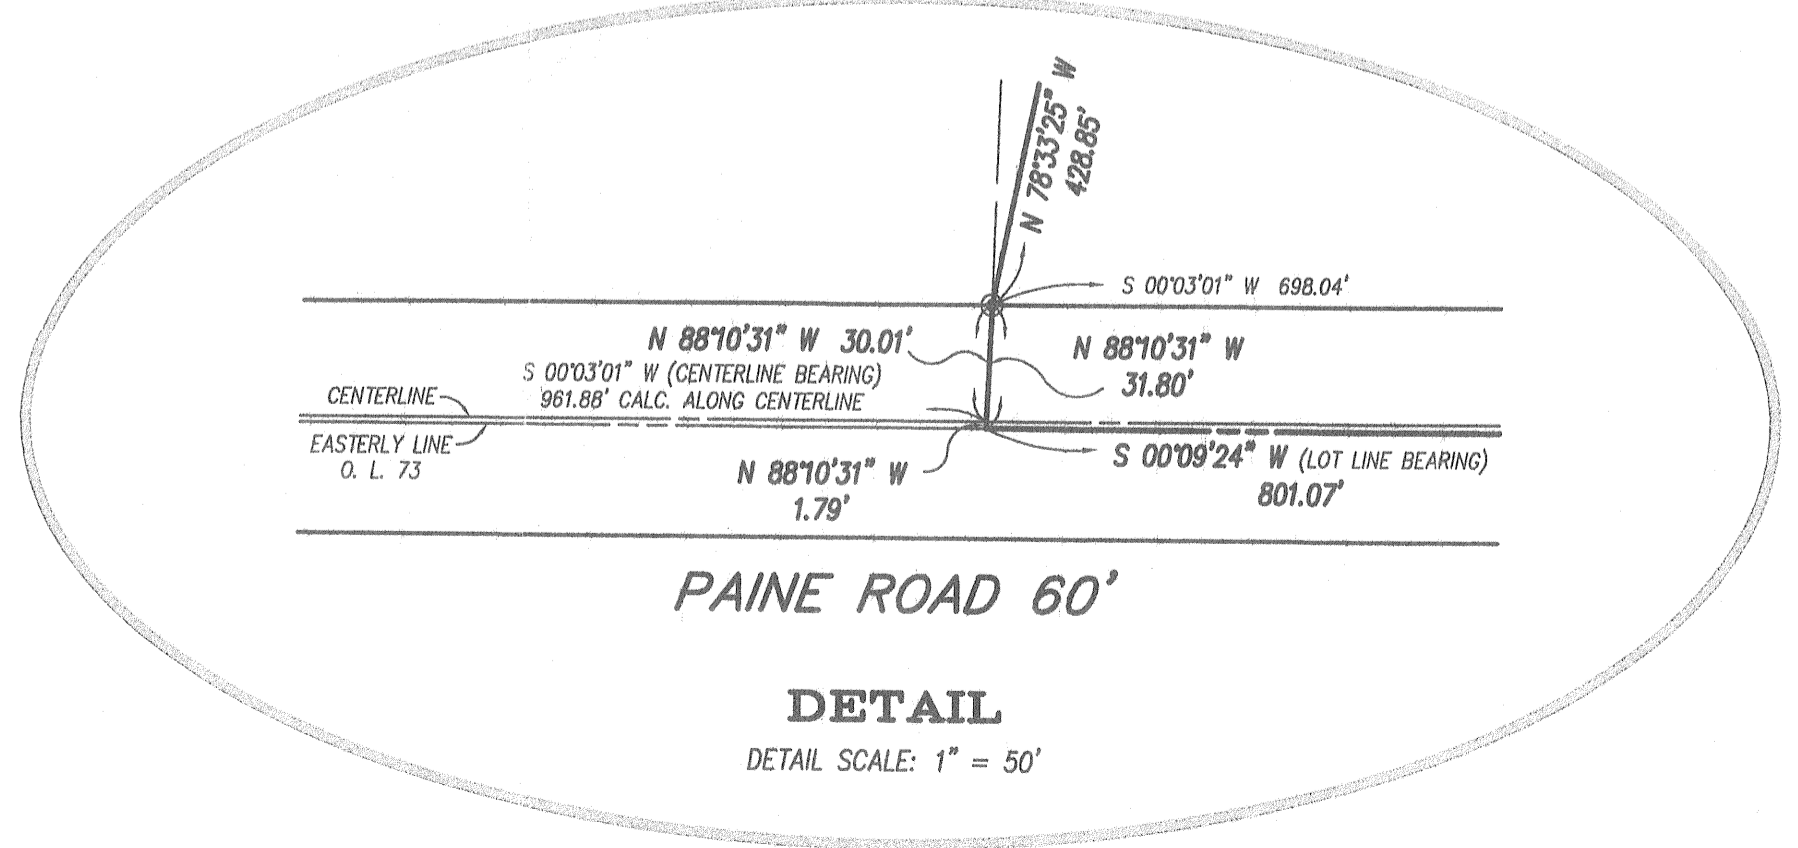 N 78°33'25" W
428.85'
S 00°03'01" W 698.04'
N 88°10'31" W 30.01'
N 88°10'31" W
31.80'
S 00°03'01" W (CENTERLINE BEARING)
961.88' CALC. ALONG CENTERLINE
CENTERLINE
EASTERLY LINE
O. L. 73
N 88°10'31" W
1.79'
S 00°09'24" W (LOT LINE BEARING)
801.07'
PAINE ROAD 60'
DETAIL
DETAIL SCALE: 1" = 50'